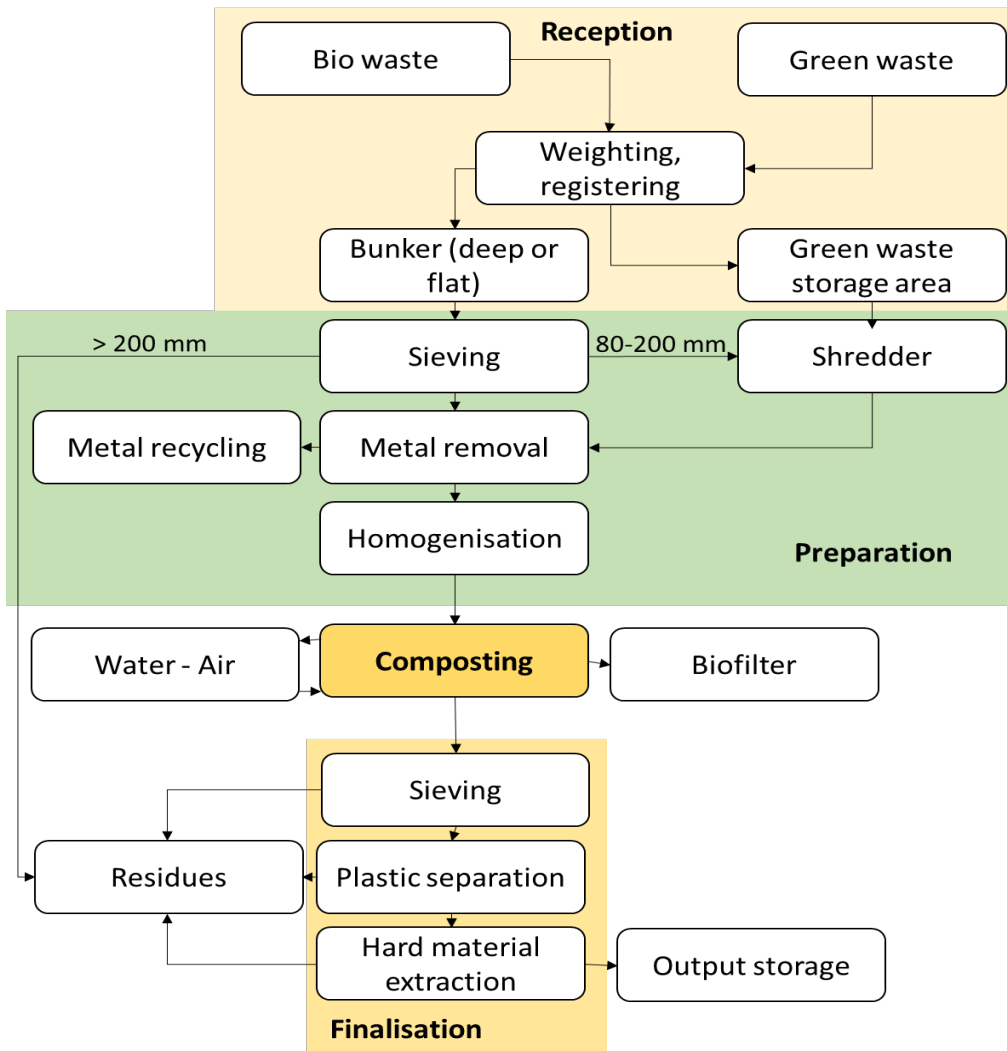 Reception
Bio waste
Green waste
Weighting,
registering
Bunker (deep or
flat)
Green waste
storage area
> 200 mm
Sieving
80-200 mm
Shredder
Metal recycling
Metal removal
Homogenisation
Preparation
Water - Air
Composting
Biofilter
Sieving
Residues
Plastic separation
Hard material
extraction
Output storage
Finalisation